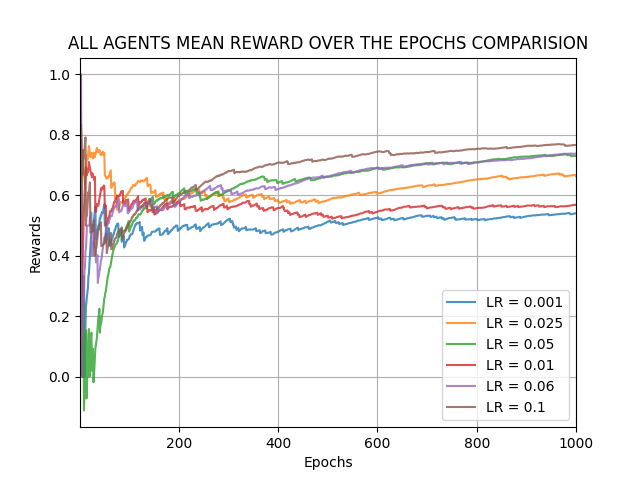 ALL AGENTS MEAN REWARD OVER THE EPOCHS COMPARISION
1.0
0.8
0.6
0.4
0.2
0.0
Rewards
LR = 0.001
LR = 0.025
LR = 0.05
LR = 0.01
LR = 0.06
LR = 0.1
200 400 600 800 1000
Epochs